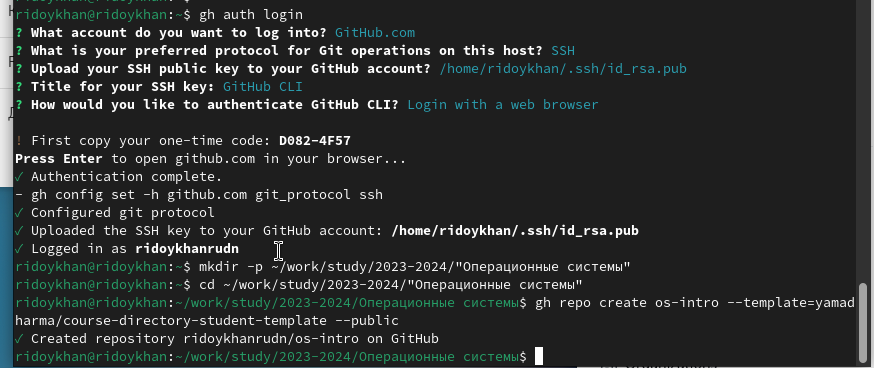 ridoykhan@ridoykhan:~$ gh auth login
? What account do you want to log into? GitHub.com
? What is your preferred protocol for Git operations on this host? SSH
? Upload your SSH public key to your GitHub account? /home/ridoykhan/.ssh/id_rsa.pub
? Title for your SSH key: GitHub CLI
? How would you like to authenticate GitHub CLI? Login with a web browser
! First copy your one-time code: D082-4F57
Press Enter to open github.com in your browser...
✓ Authentication complete.
- gh config set -h github.com git_protocol ssh
✓ Configured git protocol
✓ Uploaded the SSH key to your GitHub account: /home/ridoykhan/.ssh/id_rsa.pub
✓ Logged in as ridoykhanrudn
ridoykhan@ridoykhan:~$ mkdir -p ~/work/study/2023-2024/"Операционные системы"
ridoykhan@ridoykhan:~$ cd ~/work/study/2023-2024/"Операционные системы"
ridoykhan@ridoykhan:~/work/study/2023-2024/Операционные системы$ gh repo create os-intro --template=yamad
harma/course-directory-student-template --public
✓ Created repository ridoykhanrudn/os-intro on GitHub
ridoykhan@ridoykhan:~/work/study/2023-2024/Операционные системы$